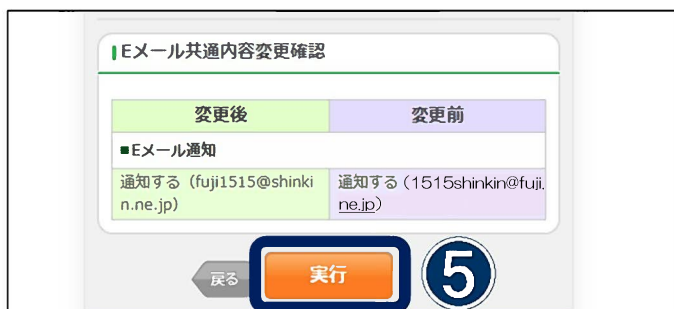 Eメール共通内容変更確認
変更後 変更前
■Eメール通知
通知する（fuji1515@shinki 通知する（1515shinkin@fuji.
n.ne.jp） ne.jp）
戻る 実行 5